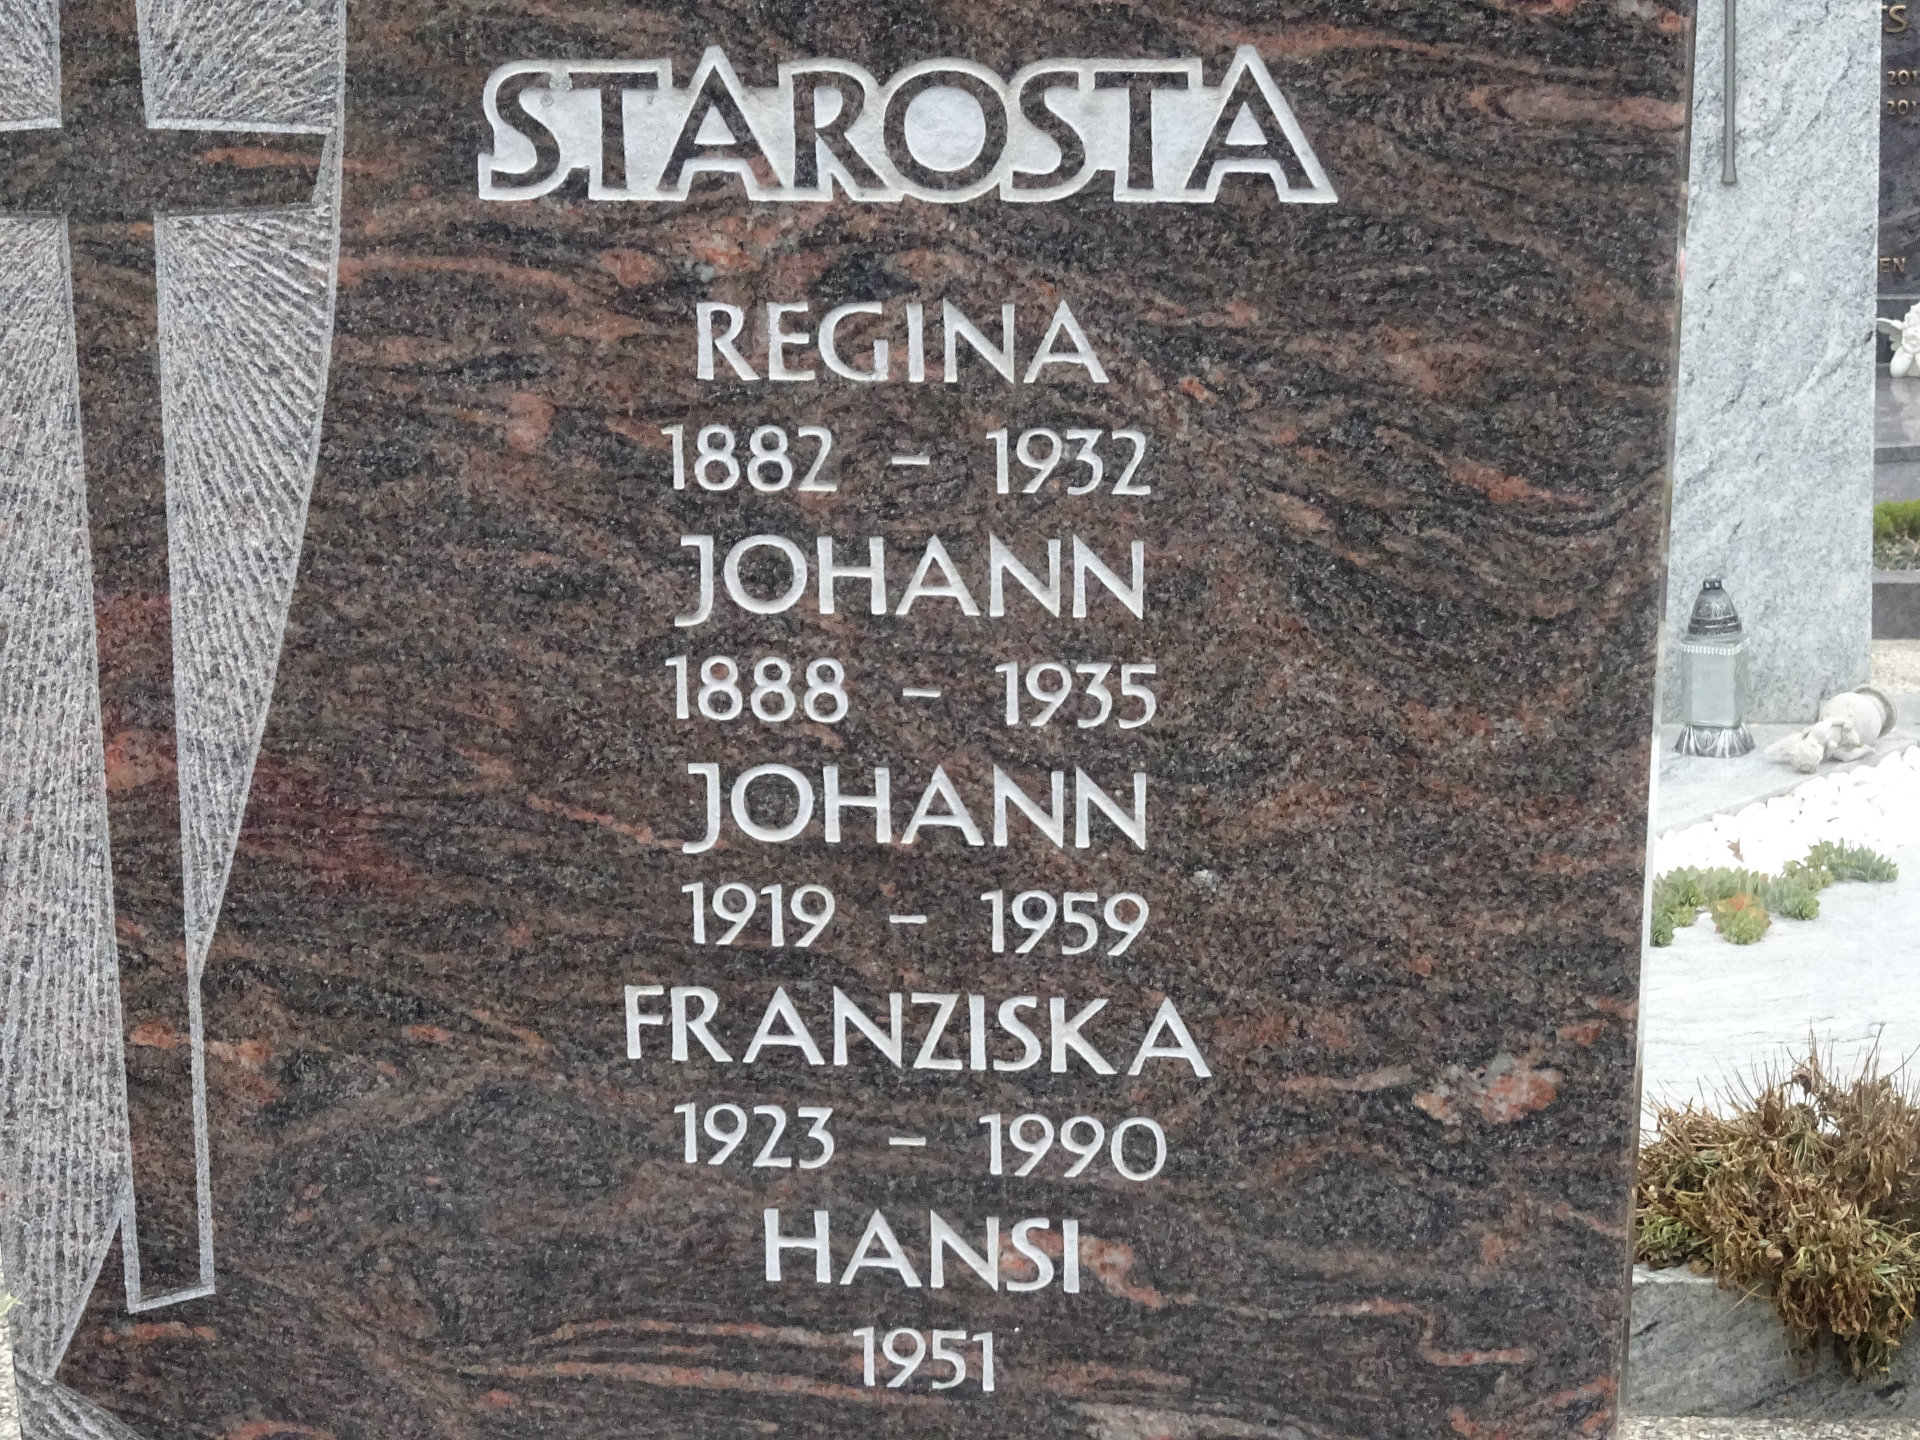 STAROSTA
REGINA
1882 – 1932
JOHANN
1888 – 1935
JOHANN
1919 – 1959
FRANZISKA
1923 – 1990
HANSI
1951